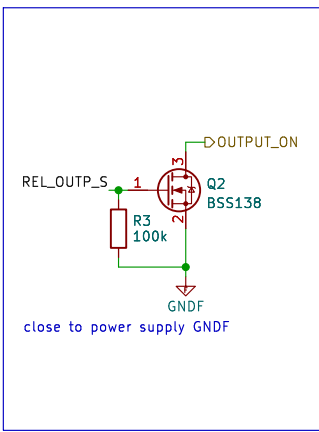 OUTPUT_ON
3
REL_OUTP_S
1
Q2
BSS138
R3
100k
2
GNDF
close to power supply GNDF